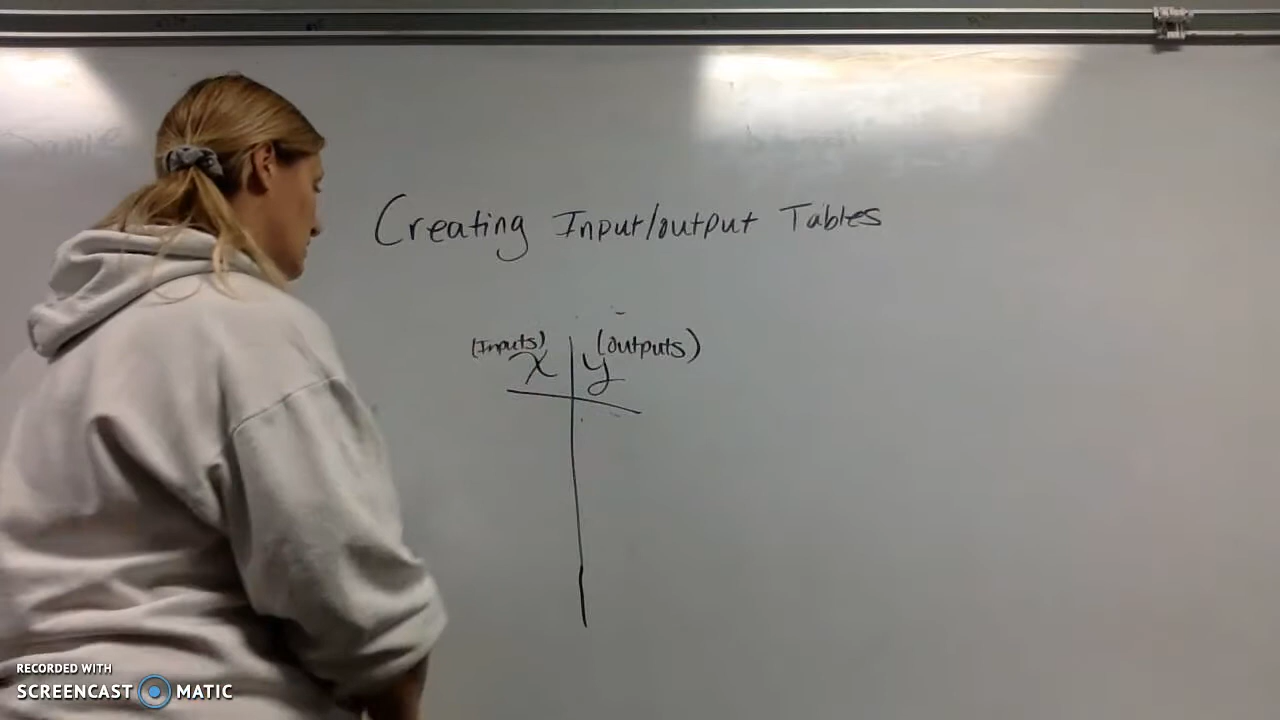 Creating Input/output Tables
(Inputs) (outputs)
x y
RECORDED WITH
SCREENCAST MATIC